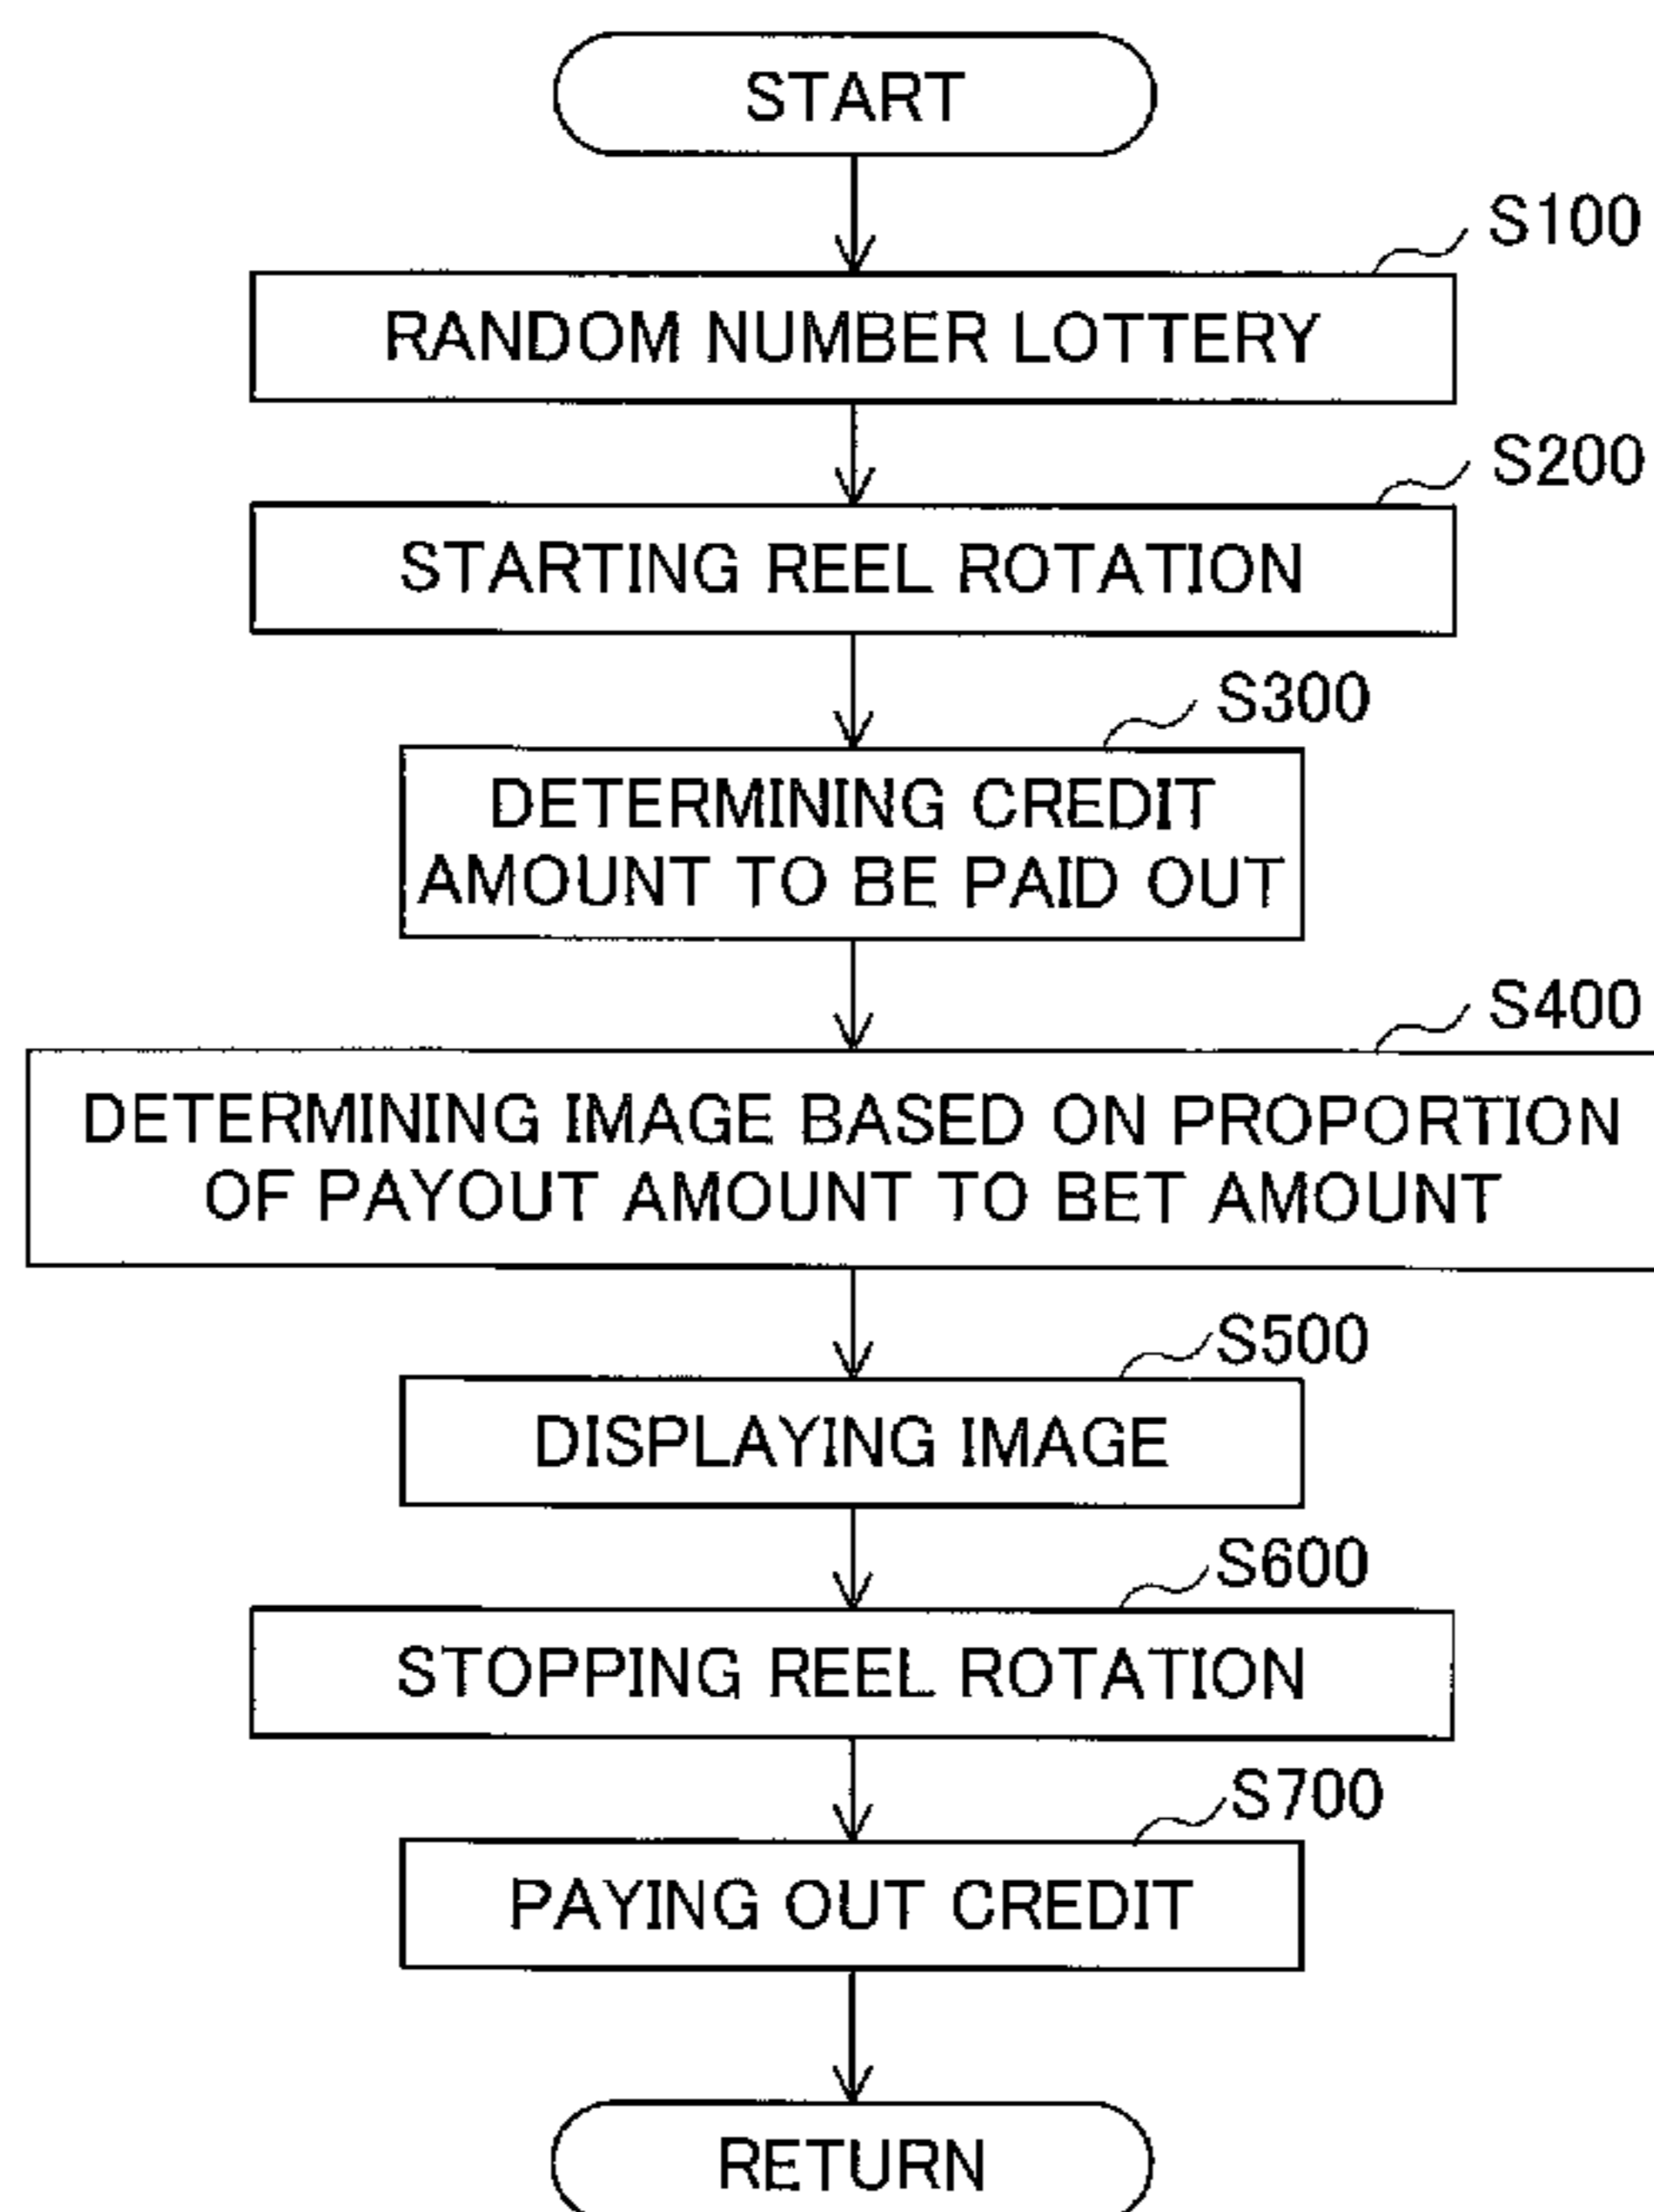 START
S100
RANDOM NUMBER LOTTERY
S200
STARTING REEL ROTATION
S300
DETERMINING CREDIT
AMOUNT TO BE PAID OUT
S400
DETERMINING IMAGE BASED ON PROPORTION
OF PAYOUT AMOUNT TO BET AMOUNT
S500
DISPLAYING IMAGE
S600
STOPPING REEL ROTATION
S700
PAYING OUT CREDIT
RETURN